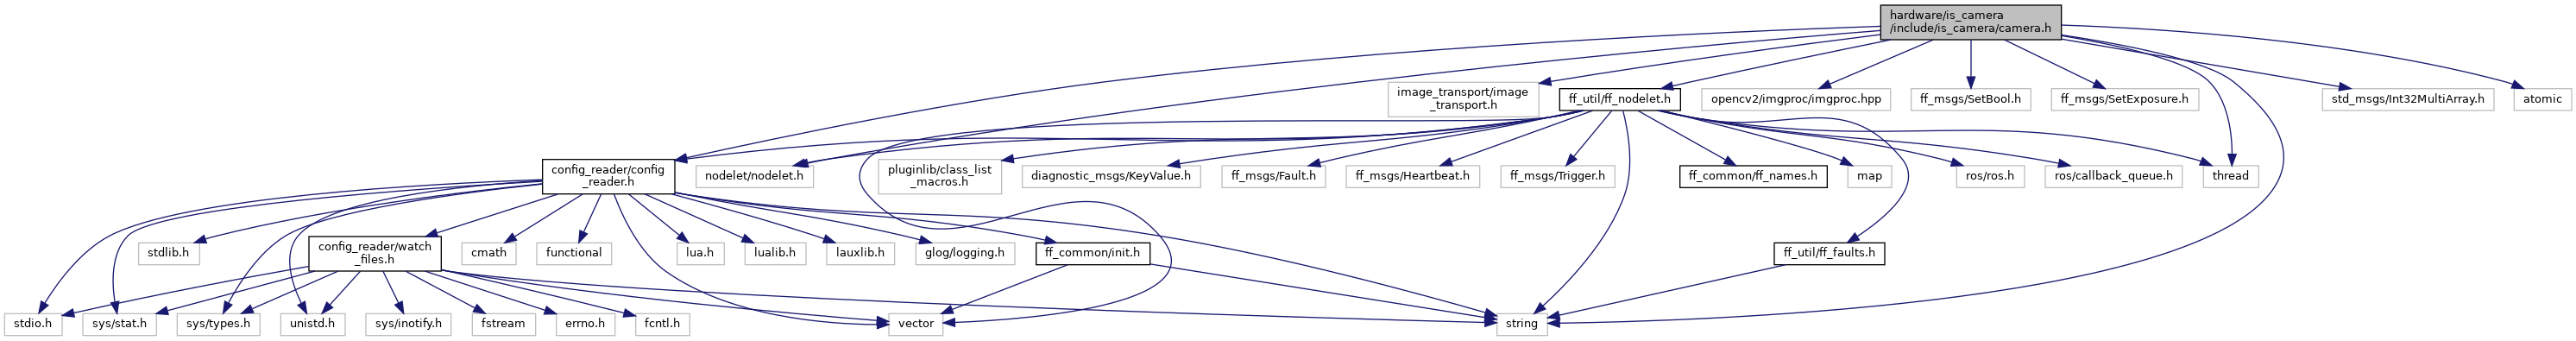 hardware/is_camera
/include/is_camera/camera.h
image_transport/image
_transport.h
ff_util/ff_nodelet.h
opencv2/imgproc/imgproc.hpp
ff_msgs/SetBool.h
ff_msgs/SetExposure.h
std_msgs/Int32MultiArray.h
atomic
config_reader/config
_reader.h
nodelet/nodelet.h
pluginlib/class_list
_macros.h
diagnostic_msgs/KeyValue.h
ff_msgs/Fault.h
ff_msgs/Heartbeat.h
ff_msgs/Trigger.h
ff_common/ff_names.h
map
ros/ros.h
ros/callback_queue.h
thread
stdlib.h
config_reader/watch
_files.h
cmath
functional
lua.h
lualib.h
lauxlib.h
glog/logging.h
ff_common/init.h
ff_util/ff_faults.h
stdio.h
sys/stat.h
sys/types.h
unistd.h
sys/inotify.h
fstream
errno.h
fcntl.h
vector
string